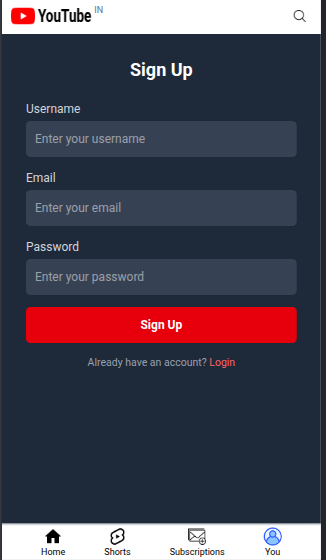 YouTube IN
Sign Up
Username
Enter your username
Email
Enter your email
Password
Enter your password
Sign Up
Already have an account? Login
Home Shorts Subscriptions You